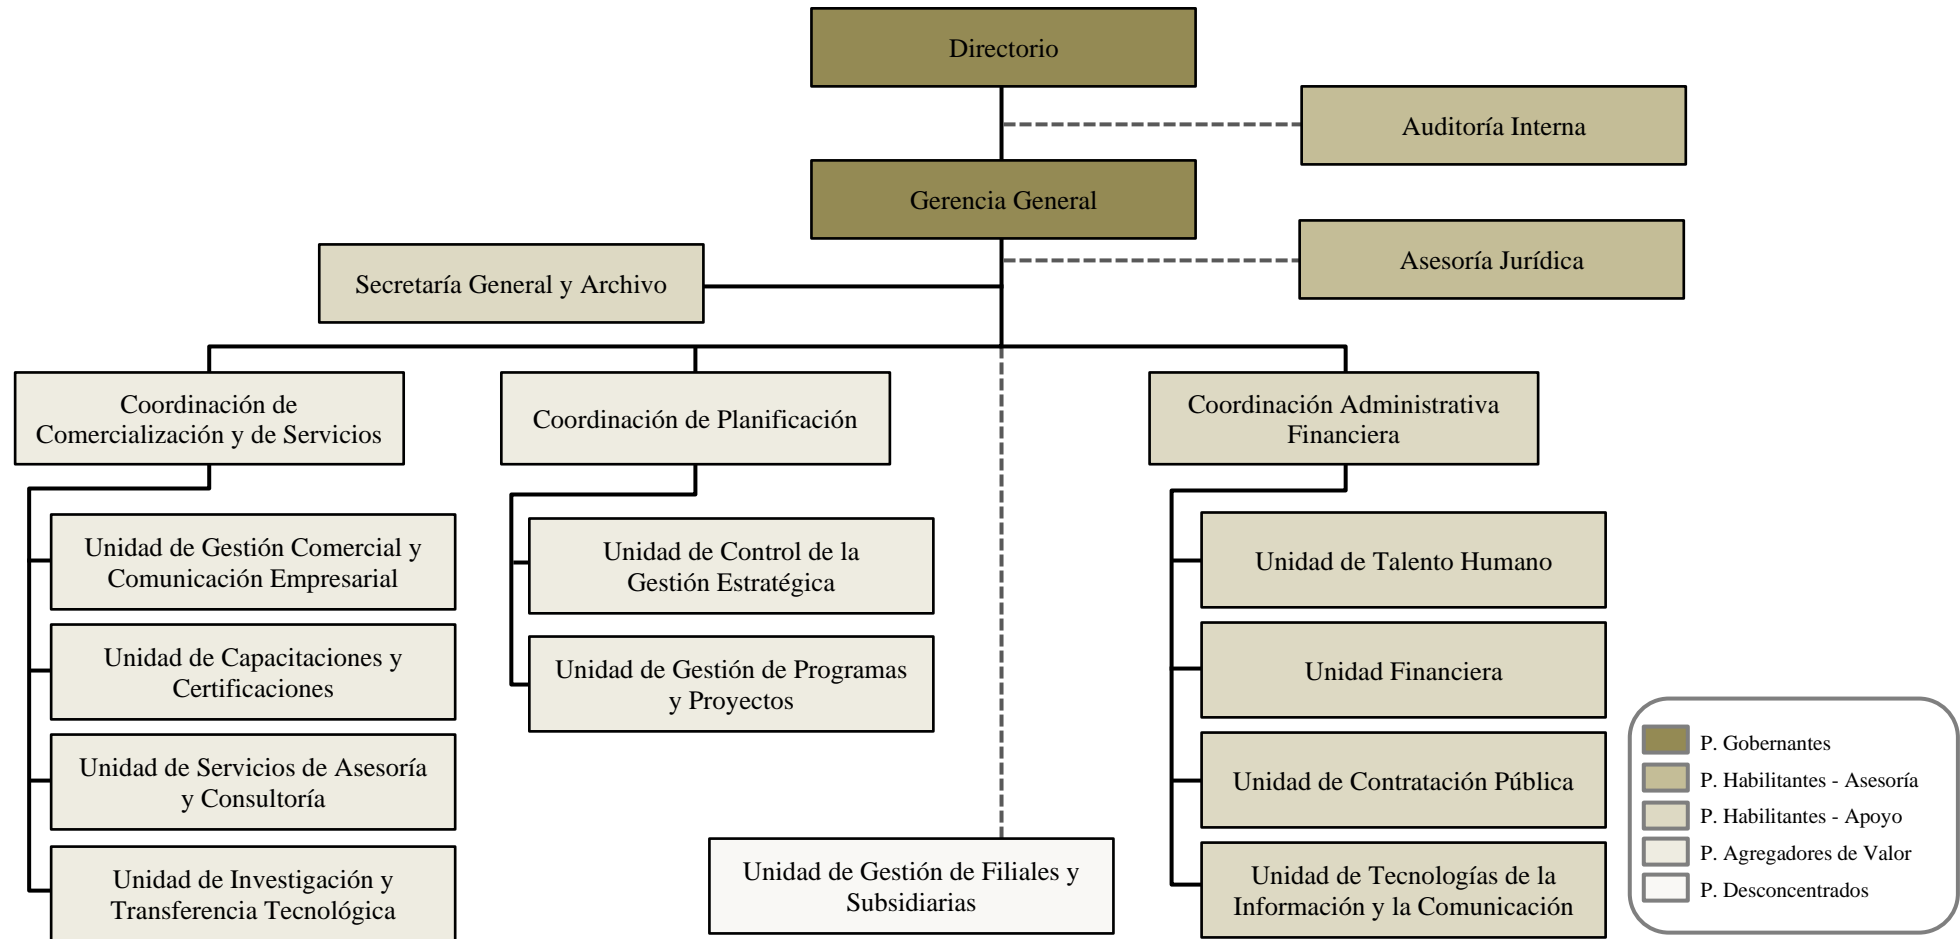 Directorio
Auditoría Interna
Gerencia General
Asesoría Jurídica
Secretaría General y Archivo
Coordinación de
Comercialización y de Servicios
Coordinación de Planificación
Coordinación Administrativa
Financiera
Unidad de Gestión Comercial y
Comunicación Empresarial
Unidad de Capacitaciones y
Certificaciones
Unidad de Servicios de Asesoría
y Consultoría
Unidad de Investigación y
Transferencia Tecnológica
Unidad de Control de la
Gestión Estratégica
Unidad de Gestión de Programas
y Proyectos
Unidad de Gestión de Filiales y
Subsidiarias
Unidad de Talento Humano
Unidad Financiera
Unidad de Contratación Pública
Unidad de Tecnologías de la
Información y la Comunicación
P. Gobernantes
P. Habilitantes - Asesoría
P. Habilitantes - Apoyo
P. Agregadores de Valor
P. Desconcentrados